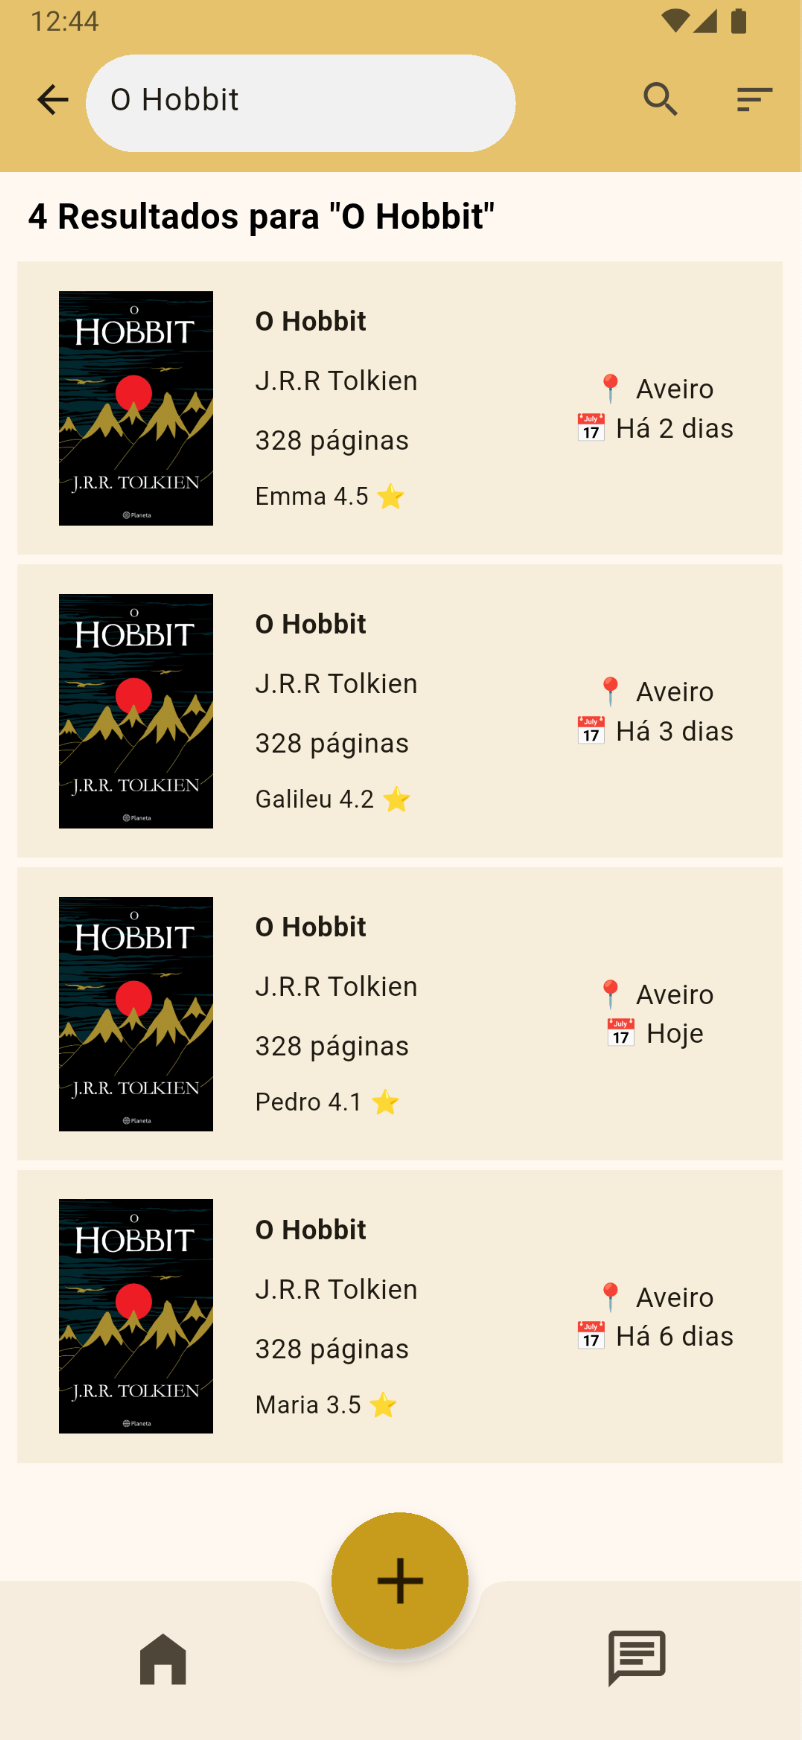 12:44
O Hobbit
4 Resultados para "O Hobbit"
O
HOBBIT
J.R.R. TOLKIEN
Planeta
O Hobbit
J.R.R Tolkien
328 páginas
Emma 4.5 ⭐
📍 Aveiro
📅 Há 2 dias
O
HOBBIT
J.R.R. TOLKIEN
Planeta
O Hobbit
J.R.R Tolkien
328 páginas
Galileu 4.2 ⭐
📍 Aveiro
📅 Há 3 dias
O
HOBBIT
J.R.R. TOLKIEN
Planeta
O Hobbit
J.R.R Tolkien
328 páginas
Pedro 4.1 ⭐
📍 Aveiro
📅 Hoje
O
HOBBIT
J.R.R. TOLKIEN
Planeta
O Hobbit
J.R.R Tolkien
328 páginas
Maria 3.5 ⭐
📍 Aveiro
📅 Há 6 dias